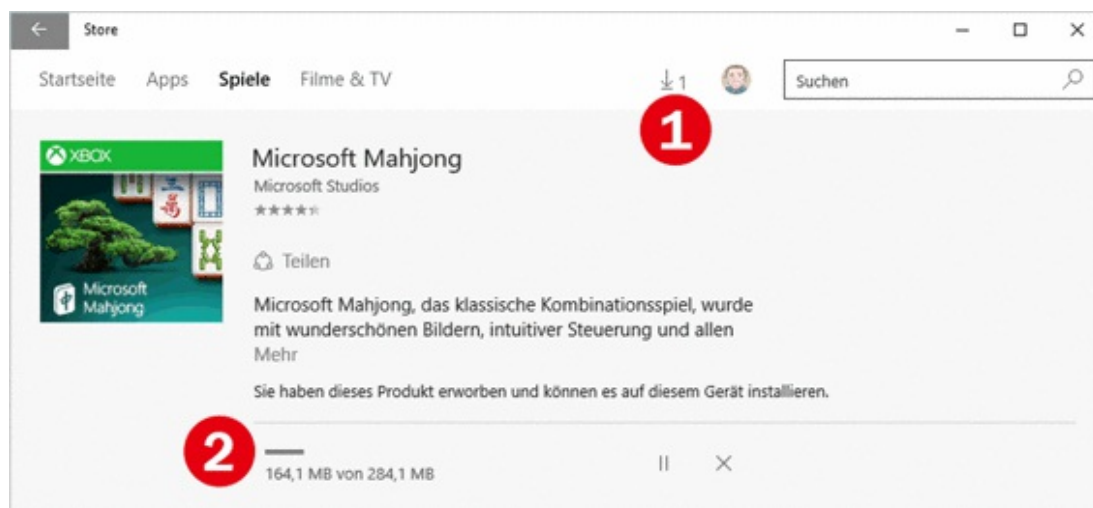 Store
Startseite Apps Spiele Filme & TV 1 Suchen
1
XBOX
Microsoft Mahjong
Microsoft Studios
Teilen
Microsoft
Mahjong
Microsoft Mahjong, das klassische Kombinationsspiel, wurde
mit wunderschönen Bildern, intuitiver Steuerung und allen
Mehr
Sie haben dieses Produkt erworben und können es auf diesem Gerät installieren.
2
164,1 MB von 284,1 MB